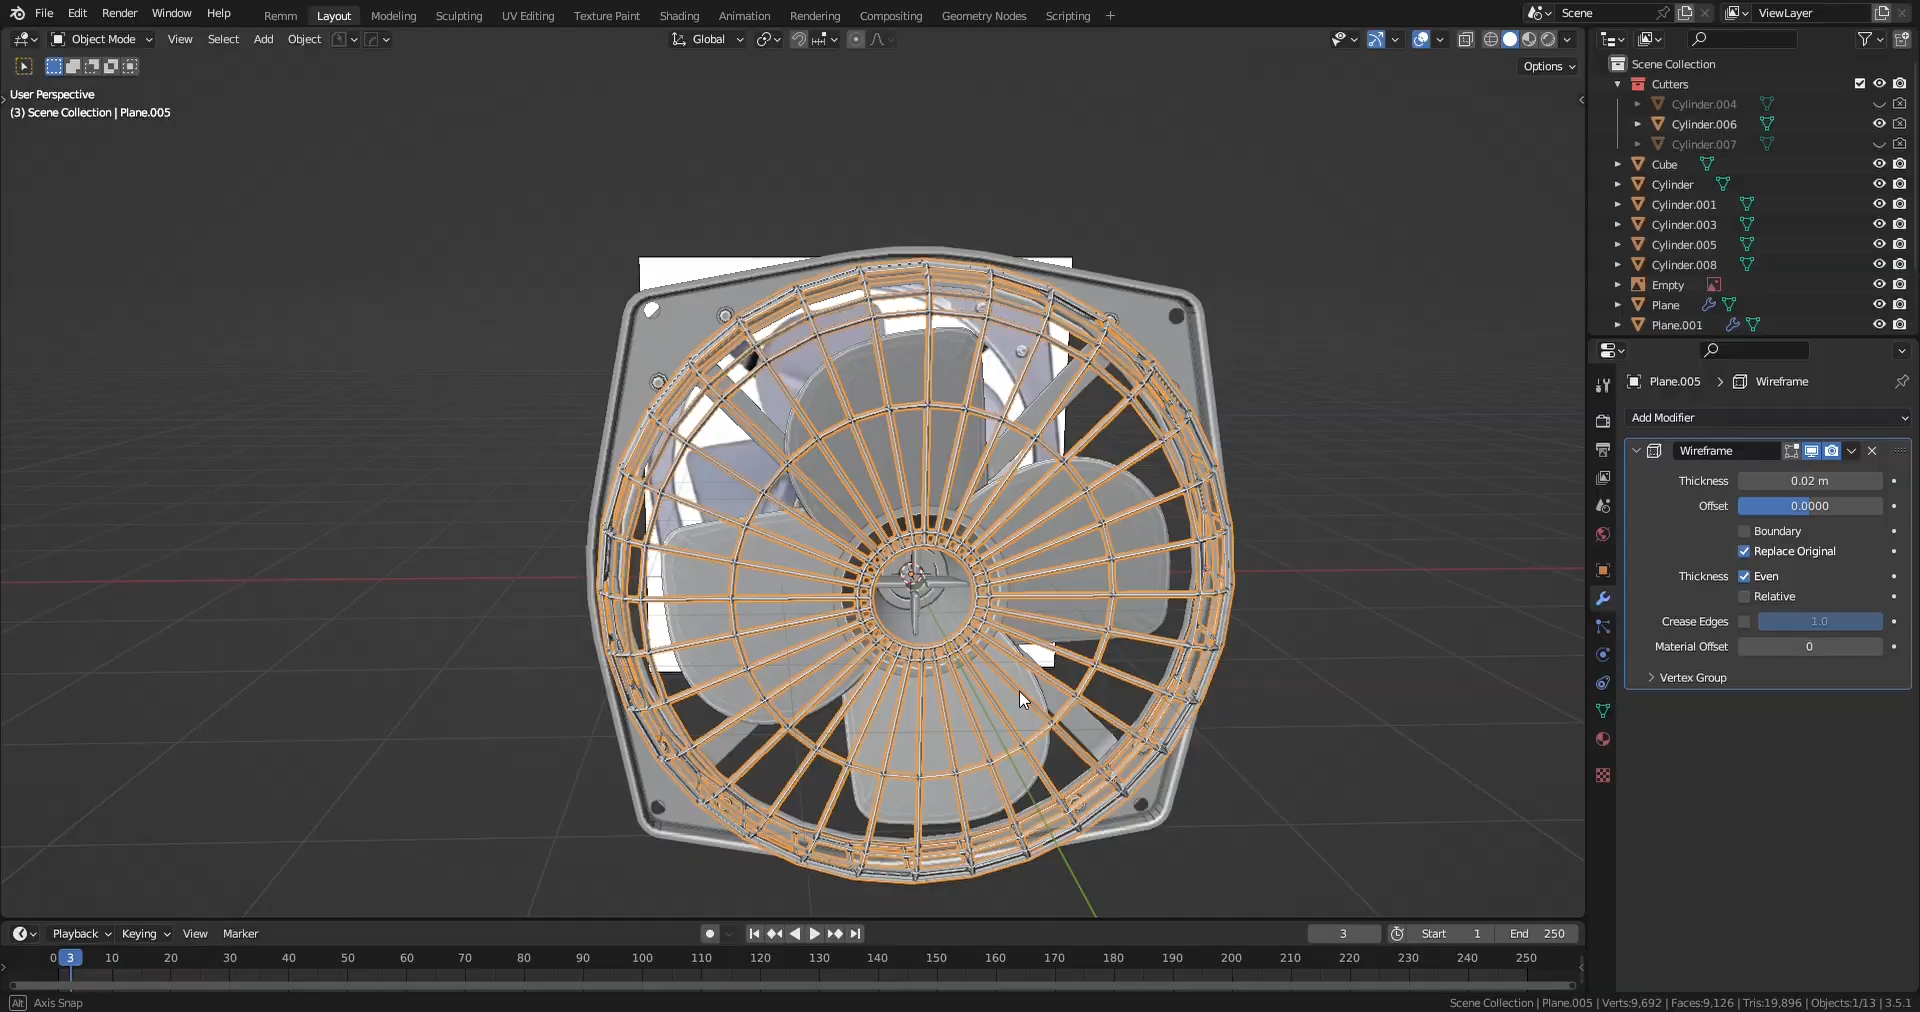 File Edit Render Window Help Remm Layout Modeling Sculpting UV Editing Texture Paint Shading Animation Rendering Compositing Geometry Nodes Scripting + Scene ViewLayer
Object Mode View Select Add Object Global
Options
User Perspective
(3) Scene Collection | Plane.005
Scene Collection
Cutters
Cylinder.004
Cylinder.006
Cylinder.007
Cube
Cylinder
Cylinder.001
Cylinder.003
Cylinder.005
Cylinder.008
Empty
Plane
Plane.001
Plane.005 > Wireframe
Add Modifier
Wireframe
Thickness 0.02 m
Offset 0.0000
Boundary
Replace Original
Thickness Even
Relative
Crease Edges 1.0
Material Offset 0
Vertex Group
Playback Keying View Marker 3 Start 1 End 250
0 3 10 20 30 40 50 60 70 80 90 100 110 120 130 140 150 160 170 180 190 200 210 220 230 240 250
Alt Axis Snap
Scene Collection | Plane.005 | Verts:9,692 | Faces:9,126 | Tris:19,896 | Objects:1/13 | 3.5.1